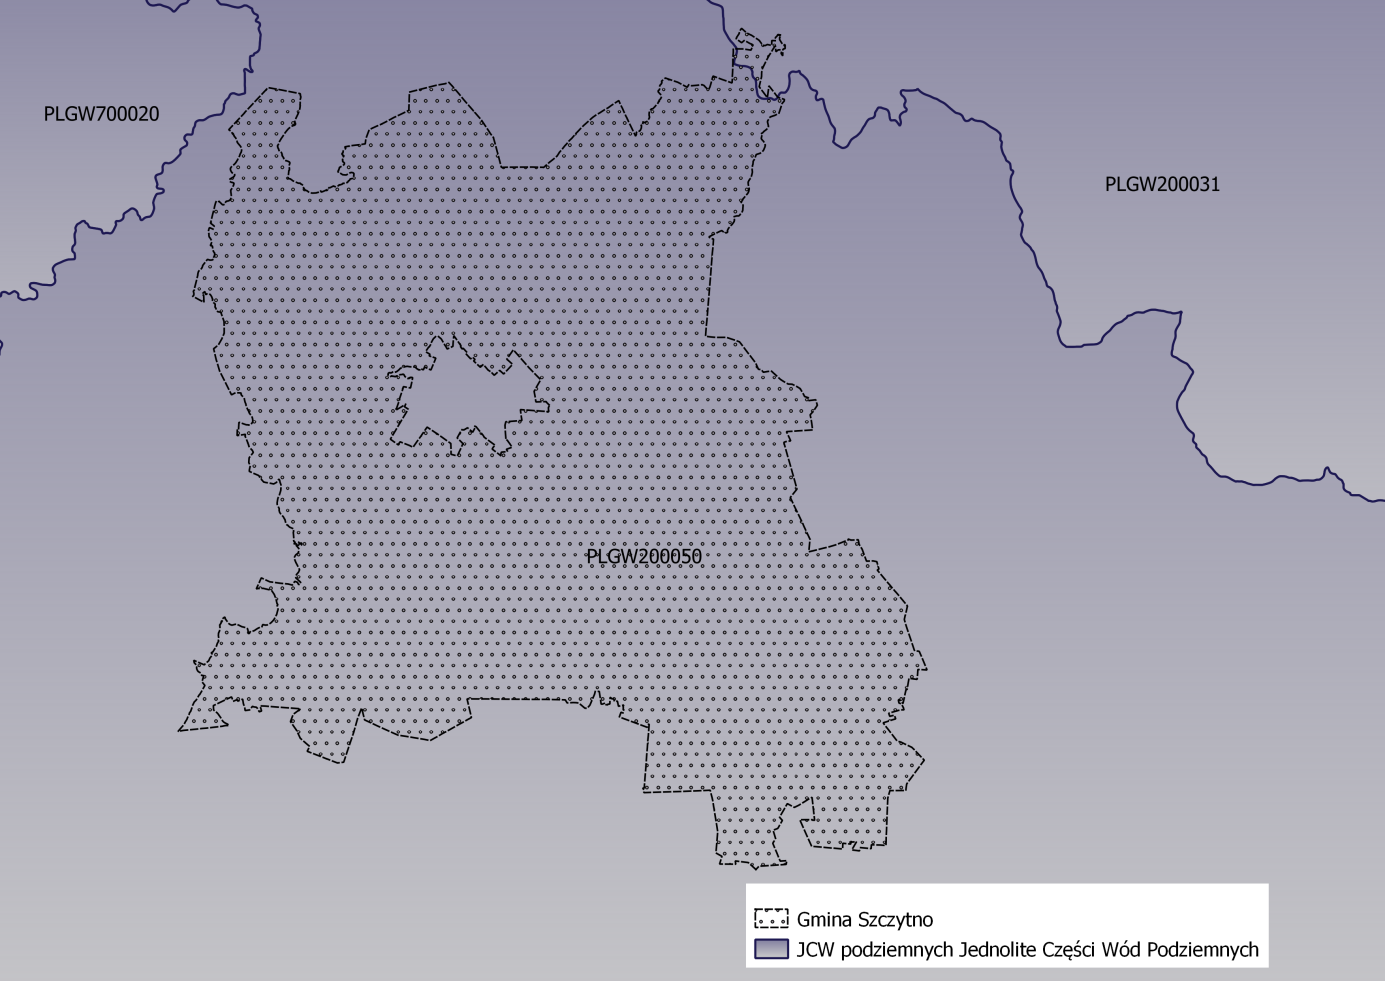 PLGW700020
PLGW200031
PLGW200050
Gmina Szczytno
JCW podziemnych Jednolite Części Wód Podziemnych